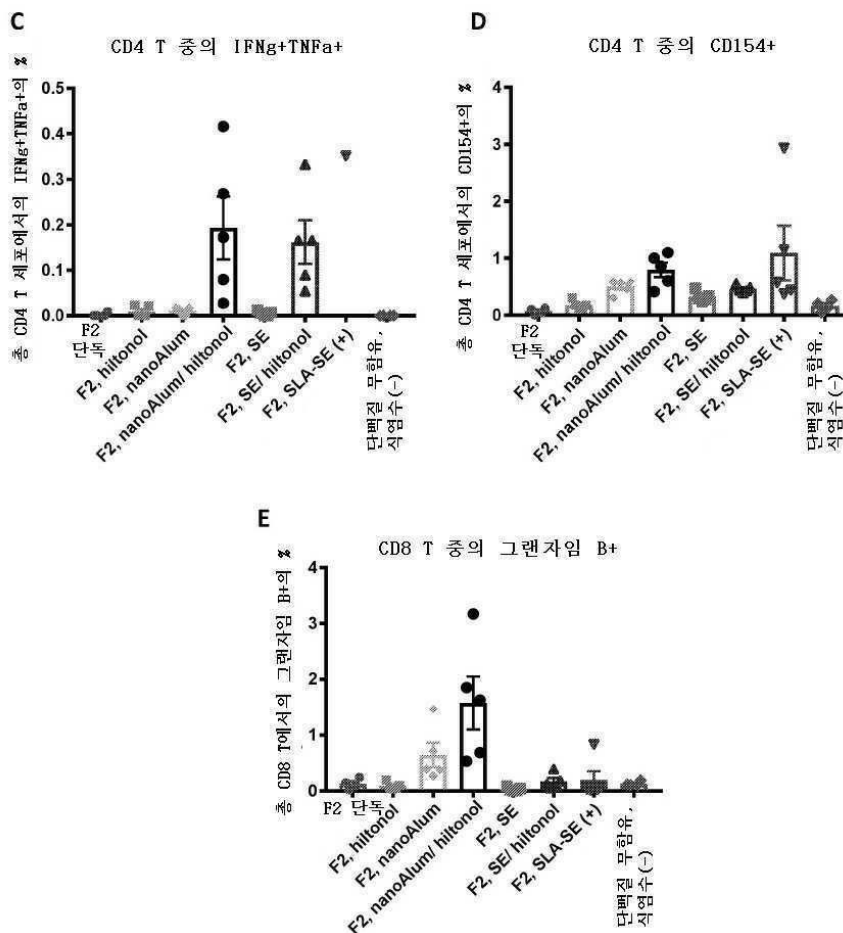 C
CD4 T 중의 IFNg+TNFa+
총 CD4 T 세포에서의 IFNg+TNFa+의 %
0.5
0.4
0.3
0.2
0.1
0.0
F2
단독
F2, hiltonol
F2, nanoAlum
F2, nanoAlum/ hiltonol
F2, SE
F2, SE/ hiltonol
F2, SLA-SE (+)
단백질 무함유,
식염수(-)
D
CD4 T 중의 CD154+
총 CD4 T 세포에서의 CD154+의 %
4
3
2
1
0
F2
단독
F2, hiltonol
F2, nanoAlum
F2, nanoAlum/ hiltonol
F2, SE
F2, SE/ hiltonol
F2, SLA-SE (+)
단백질 무함유,
식염수(-)
E
CD8 T 중의 그랜자임 B+
총 CD8 T에서의 그랜자임 B+의 %
4
3
2
1
0
F2 단독
F2, hiltonol
F2, nanoAlum
F2, nanoAlum/ hiltonol
F2, SE
F2, SE/ hiltonol
F2, SLA-SE (+)
단백질 무함유,
식염수(-)